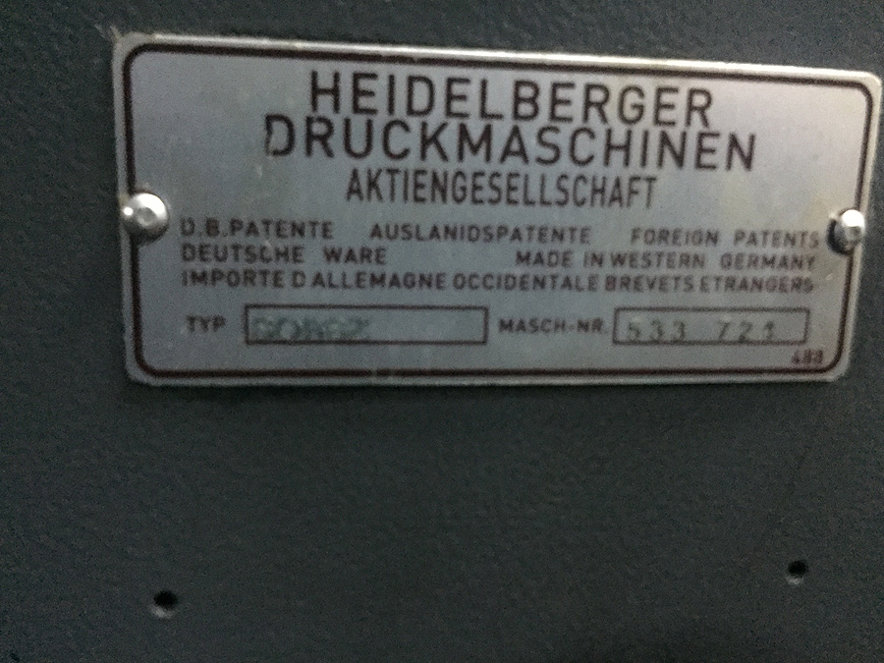 HEIDELBERGER
DRUCKMASCHINEN
AKTIENGESELLSCHAFT
D.B.PATENTE AUSLANIDSPATENTE FOREIGN PATENTS
DEUTSCHE WARE MADE IN WESTERN GERMANY
IMPORTE D ALLEMAGNE OCCIDENTALE BREVETS ETRANGERS
TYP MASCH-NR. 533 721
488